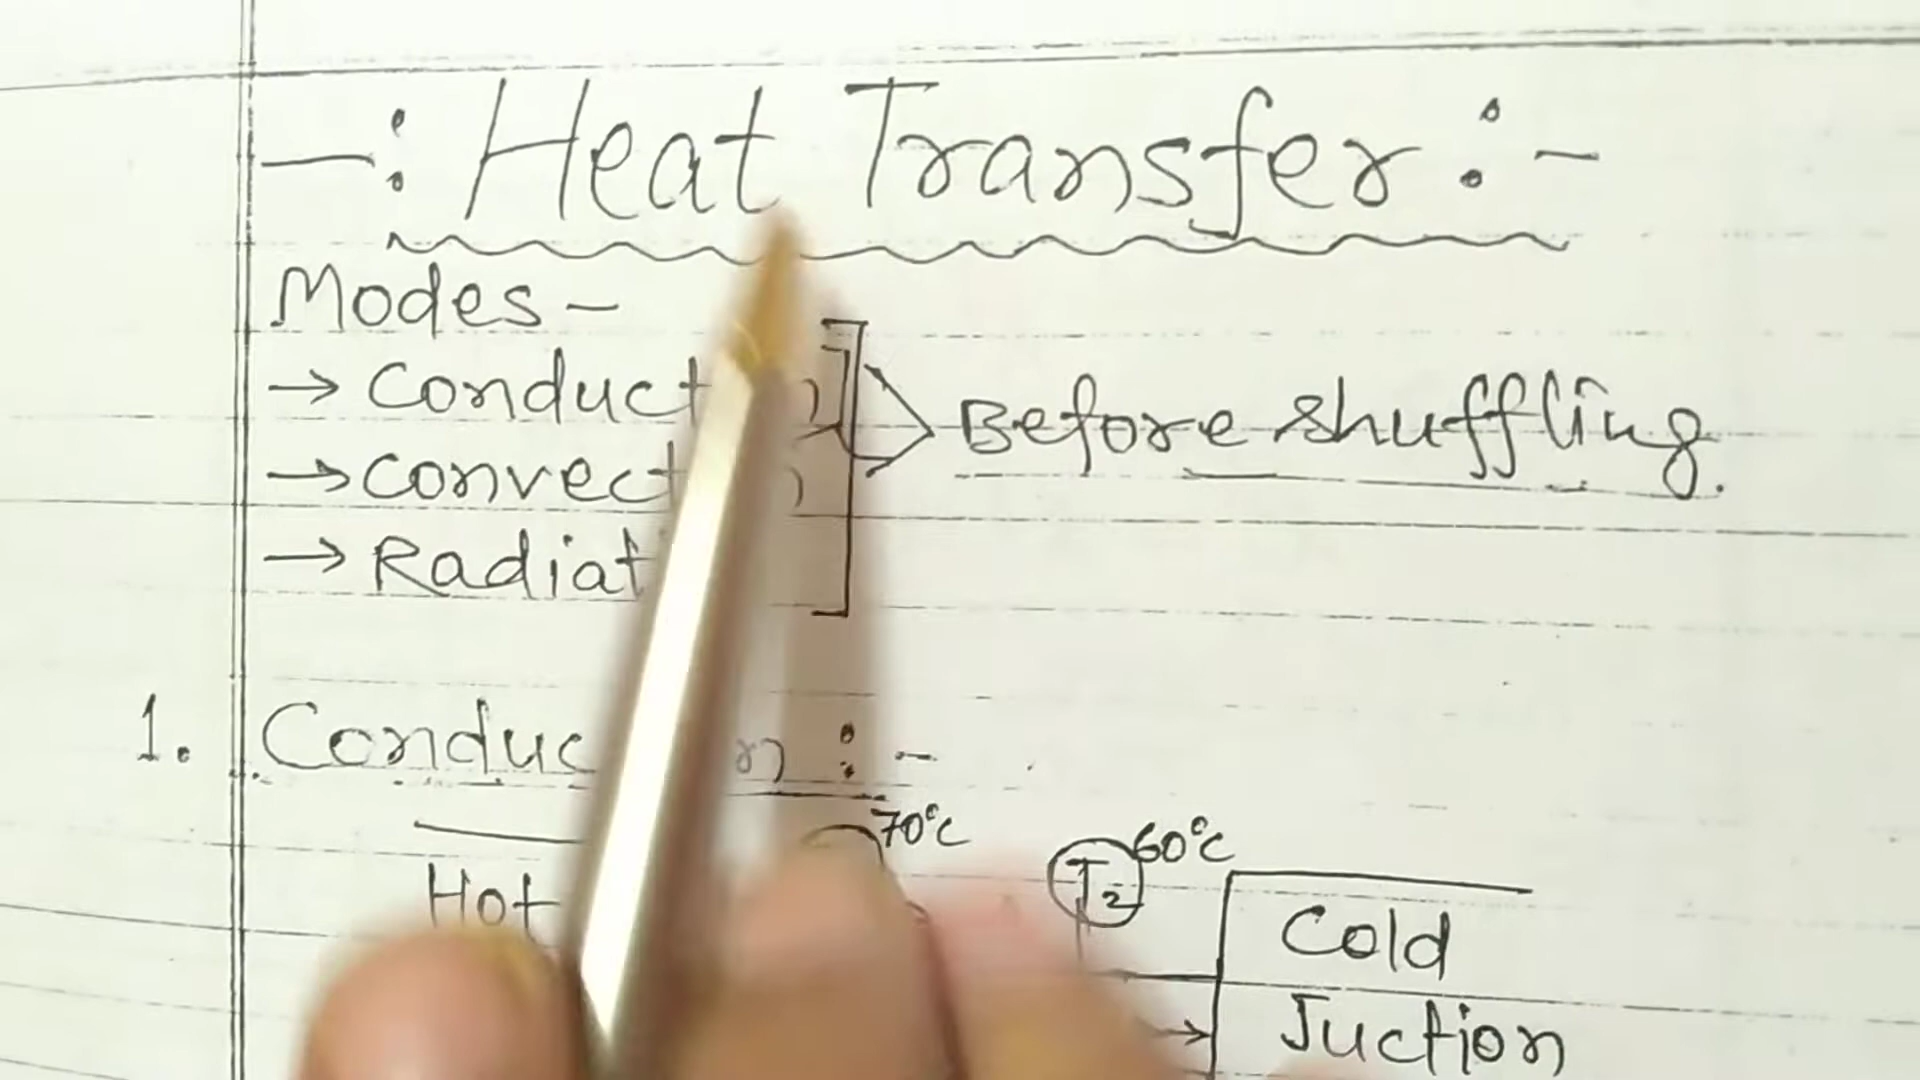 -: Heat Transfer :-
Modes -
→ Conduct
→ convect
→ Radiat
Before shuffling.
1. Conduc n :-
70°C
T2 60°C
Hot
Cold
Juction